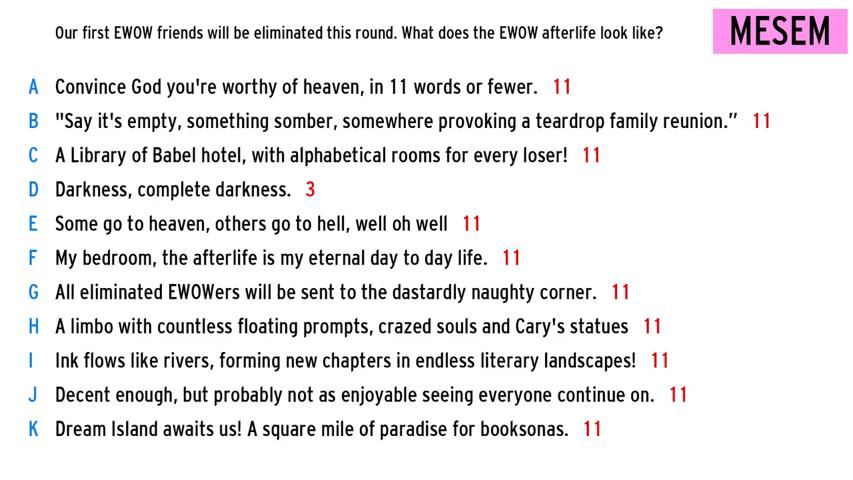 Our first EWOW friends will be eliminated this round. What does the EWOW afterlife look like?
MESEM
A Convince God you're worthy of heaven, in 11 words or fewer. 11
B "Say it's empty, something somber, somewhere provoking a teardrop family reunion.” 11
C A Library of Babel hotel, with alphabetical rooms for every loser! 11
D Darkness, complete darkness. 3
E Some go to heaven, others go to hell, well oh well 11
F My bedroom, the afterlife is my eternal day to day life. 11
G All eliminated EWOWers will be sent to the dastardly naughty corner. 11
H A limbo with countless floating prompts, crazed souls and Cary's statues 11
I Ink flows like rivers, forming new chapters in endless literary landscapes! 11
J Decent enough, but probably not as enjoyable seeing everyone continue on. 11
K Dream Island awaits us! A square mile of paradise for booksonas. 11